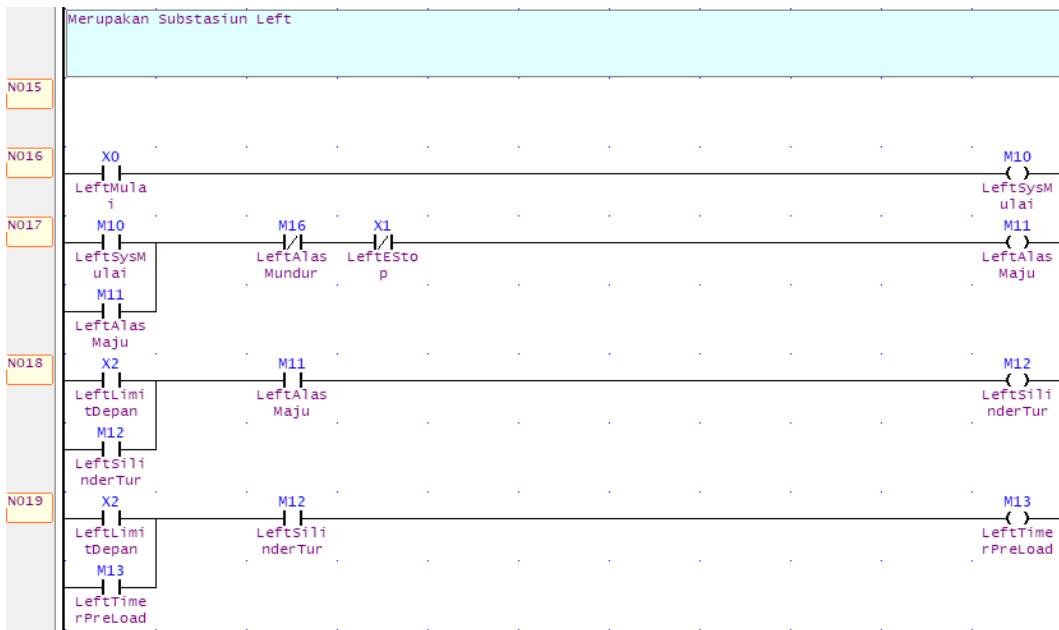 Merupakan Substasiun Left
N015
N016
X0
M10
LeftMula
i
LeftSysM
ulai
N017
M10
M16
X1
M11
LeftSysM
ulai
LeftAlas
Mundur
LeftESto
p
LeftAlas
Maju
M11
LeftAlas
Maju
N018
X2
M11
M12
LeftLimi
tDepan
LeftAlas
Maju
LeftSili
nderTur
M12
LeftSili
nderTur
N019
X2
M12
M13
LeftLimi
tDepan
LeftSili
nderTur
LeftTime
rPreLoad
M13
LeftTime
rPreLoad